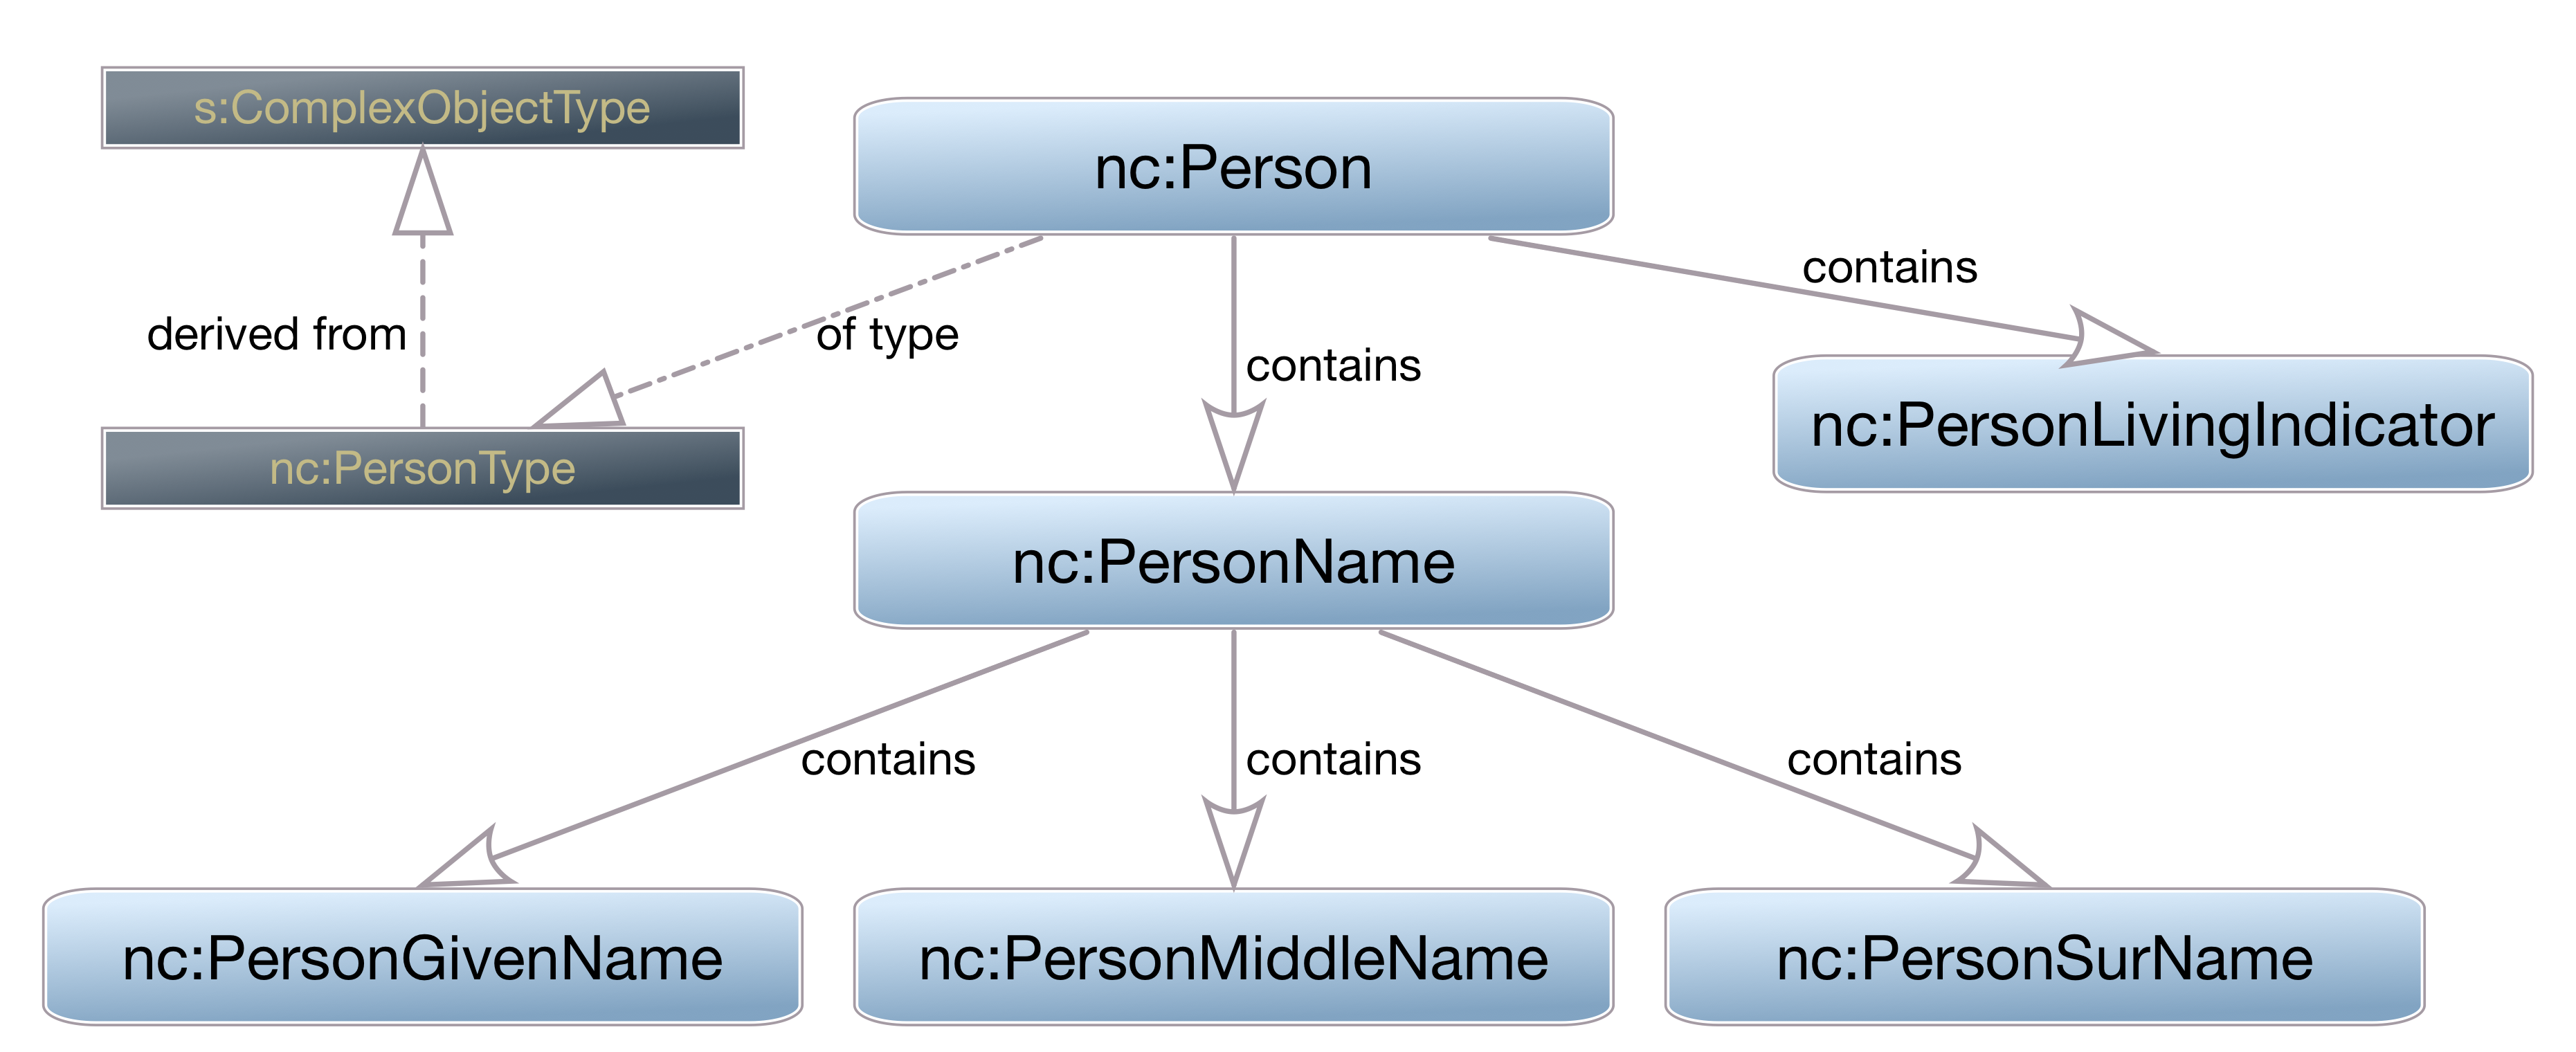 s:ComplexObjectType
nc:Person
contains
derived from
of type
contains
nc:PersonLivingIndicator
nc:PersonType
nc:PersonName
contains
contains
contains
nc:PersonGivenName
nc:PersonMiddleName
nc:PersonSurName